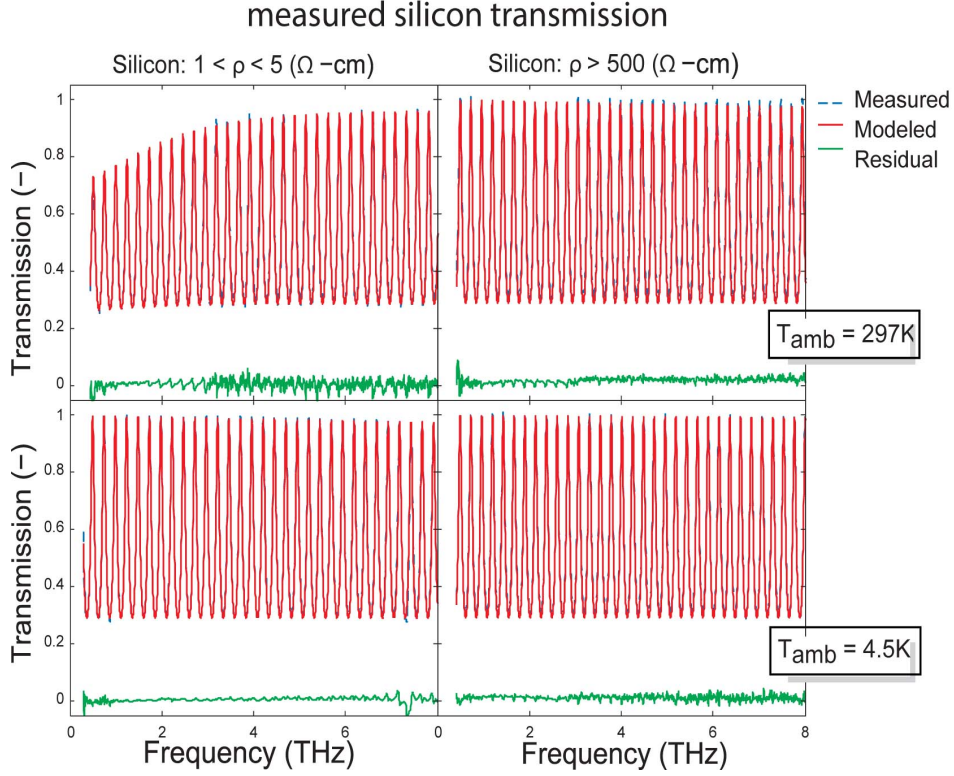 measured silicon transmission
Silicon: 1 < ρ < 5 (Ω −cm)
Silicon: ρ > 500 (Ω −cm)
Measured
Modeled
Residual
Transmission (−)
1
0.8
0.6
0.4
0.2
0
T_amb = 297K
Transmission (−)
1
0.8
0.6
0.4
0.2
0
T_amb = 4.5K
0 2 4 6 0 2 4 6 8
Frequency (THz) Frequency (THz)